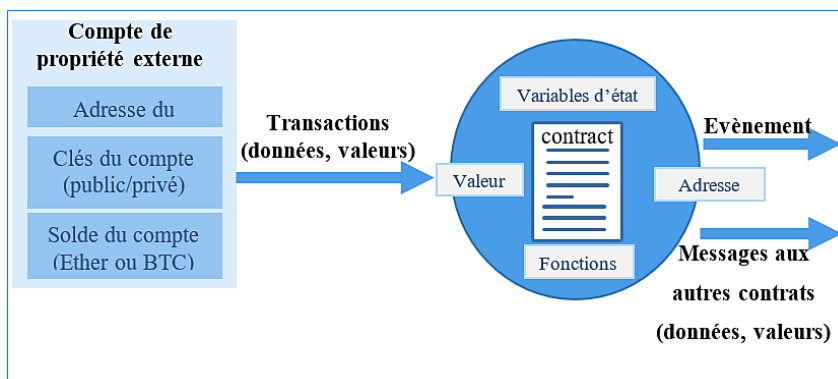 Compte de
propriété externe
Adresse du
Clés du compte
(public/privé)
Solde du compte
(Ether ou BTC)
Transactions
(données, valeurs)
Variables d’état
contract
Valeur
Adresse
Fonctions
Evènement
Messages aux
autres contrats
(données, valeurs)